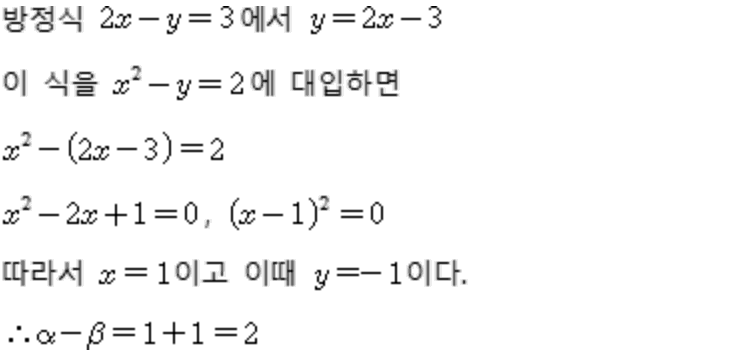 방정식 2x−y=3에서 y=2x−3
이 식을 x²−y=2에 대입하면
x²−(2x−3)=2
x²−2x+1=0, (x−1)²=0
따라서 x=1이고 이때 y=−1이다.
∴α−β=1+1=2